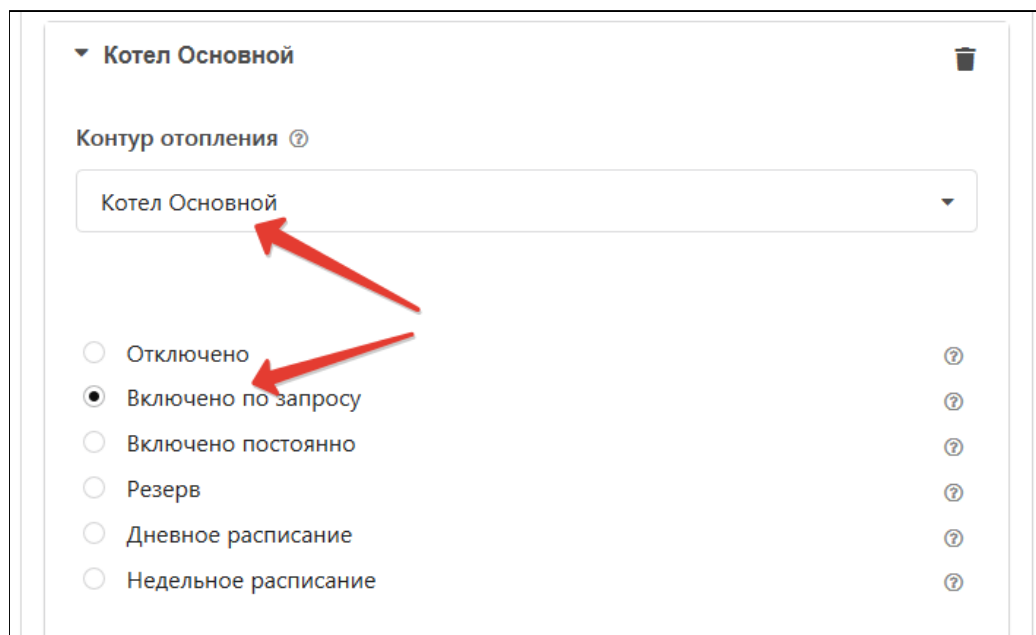 Котел Основной
Контур отопления
Котел Основной
Отключено
Включено по запросу
Включено постоянно
Резерв
Дневное расписание
Недельное расписание